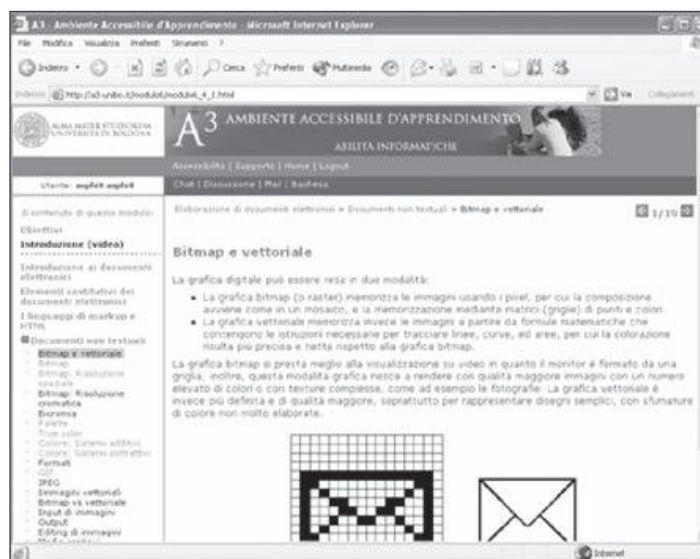 A3 - Ambiente Accessibile d'Apprendimento - Microsoft Internet Explorer
File Modifica Visualizza Preferiti Strumenti ?
Indietro Cerca Preferiti Multimedia
Indirizzo http://a3.unibo.it/modulo6/modulo6_4_1.html Vai Collegamenti
ALMA MATER STUDIORUM
UNIVERSITÀ DI BOLOGNA
A3 AMBIENTE ACCESSIBILE D'APPRENDIMENTO
ABILITÀ INFORMATICHE
Accessibilità | Supporto | Home | Logout
Utente: asphi1 asphi1
Chat | Discussione | Mail | Bacheca
Il contenuto di questo modulo:
Obiettivi
Introduzione (video)
Introduzione ai documenti
elettronici
Elementi costitutivi dei
documenti elettronici
I linguaggi di markup e
HTML
Documenti non testuali
Bitmap e vettoriale
Bitmap
Bitmap: Risoluzione
spaziale
Bitmap: Risoluzione
cromatica
Bicromia
Palette
True color
Colore: Sistemi additivi
Colore: Sistemi sottrattivi
Formati
GIF
JPEG
Immagini vettoriali
Bitmap vs vettoriale
Input di immagini
Output
Editing di immagini
Elaborazione di documenti elettronici » Documenti non testuali » Bitmap e vettoriale
1/19
Bitmap e vettoriale
La grafica digitale può essere resa in due modalità:
La grafica bitmap (o raster) memorizza le immagini usando i pixel, per cui la composizione
avviene come in un mosaico, e la memorizzazione mediante matrici (griglie) di punti e colori.
La grafica vettoriale memorizza invece le immagini a partire da formule matematiche che
contengono le istruzioni necessarie per tracciare linee, curve, ed aree, per cui la colorazione
risulta più precisa e netta rispetto alla grafica bitmap.
La grafica bitmap si presta meglio alla visualizzazione su video in quanto il monitor è formato da una
griglia; inoltre, questa modalità grafica riesce a rendere con qualità maggiore immagini con un numero
elevato di colori o con texture complesse, come ad esempio le fotografie. La grafica vettoriale è
invece più definita e di qualità maggiore, soprattutto per rappresentare disegni semplici, con sfumature
di colore non molto elaborate.
Internet